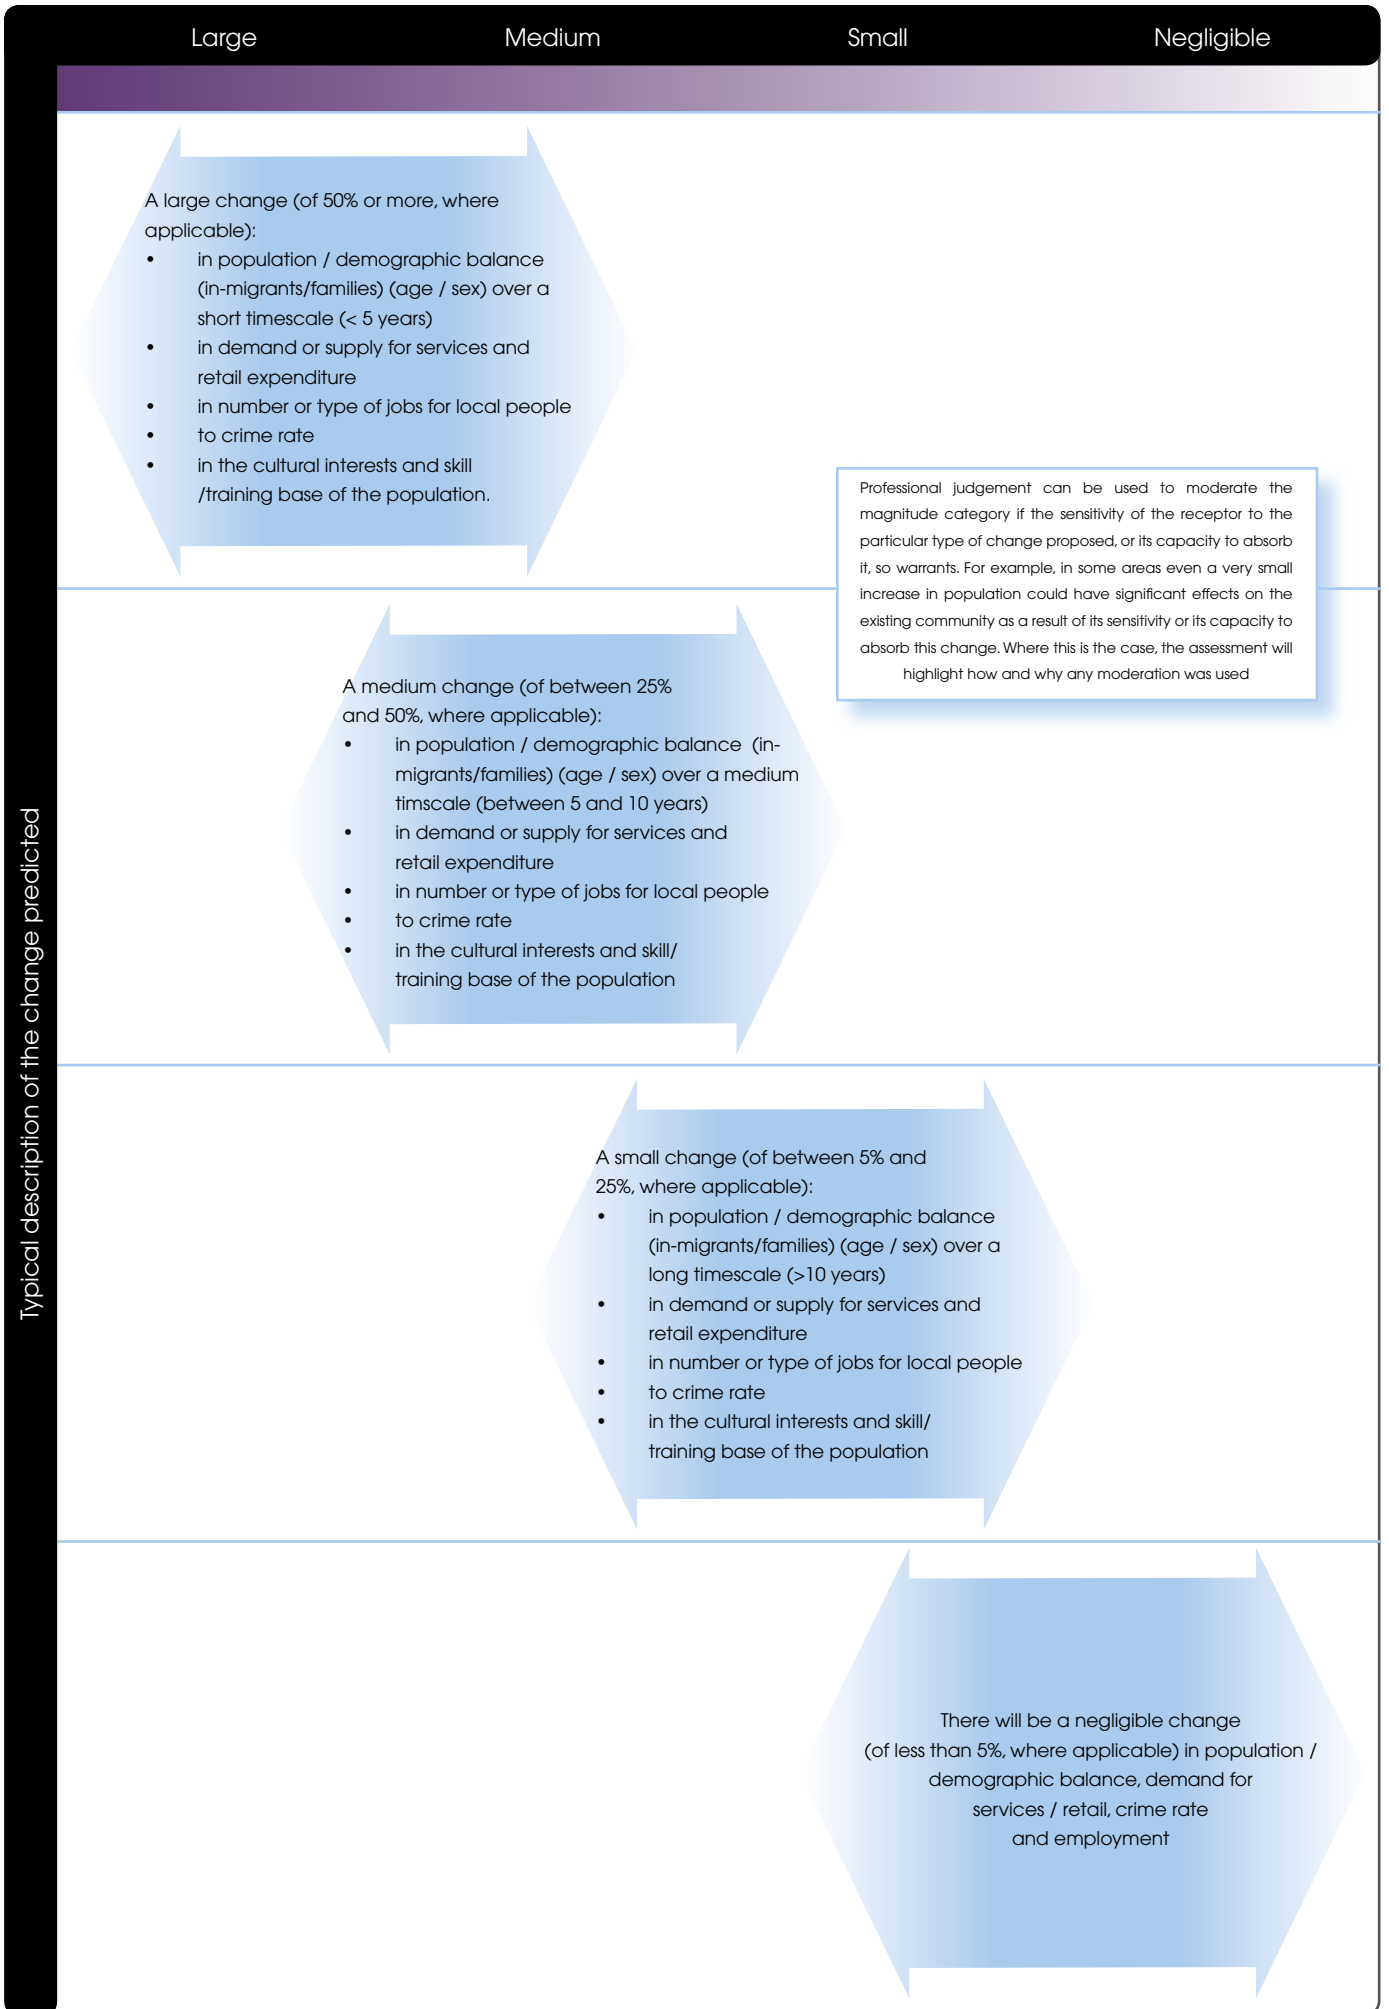 Large Medium Small Negligible
Typical description of the change predicted
A large change (of 50% or more, where
applicable):
• in population / demographic balance
(in-migrants/families) (age / sex) over a
short timescale (< 5 years)
• in demand or supply for services and
retail expenditure
• in number or type of jobs for local people
• to crime rate
• in the cultural interests and skill
/training base of the population.
Professional judgement can be used to moderate the
magnitude category if the sensitivity of the receptor to the
particular type of change proposed, or its capacity to absorb
it, so warrants. For example, in some areas even a very small
increase in population could have significant effects on the
existing community as a result of its sensitivity or its capacity to
absorb this change. Where this is the case, the assessment will
highlight how and why any moderation was used
A medium change (of between 25%
and 50%, where applicable):
• in population / demographic balance (in-
migrants/families) (age / sex) over a medium
timscale (between 5 and 10 years)
• in demand or supply for services and
retail expenditure
• in number or type of jobs for local people
• to crime rate
• in the cultural interests and skill/
training base of the population
A small change (of between 5% and
25%, where applicable):
• in population / demographic balance
(in-migrants/families) (age / sex) over a
long timescale (>10 years)
• in demand or supply for services and
retail expenditure
• in number or type of jobs for local people
• to crime rate
• in the cultural interests and skill/
training base of the population
There will be a negligible change
(of less than 5%, where applicable) in population /
demographic balance, demand for
services / retail, crime rate
and employment